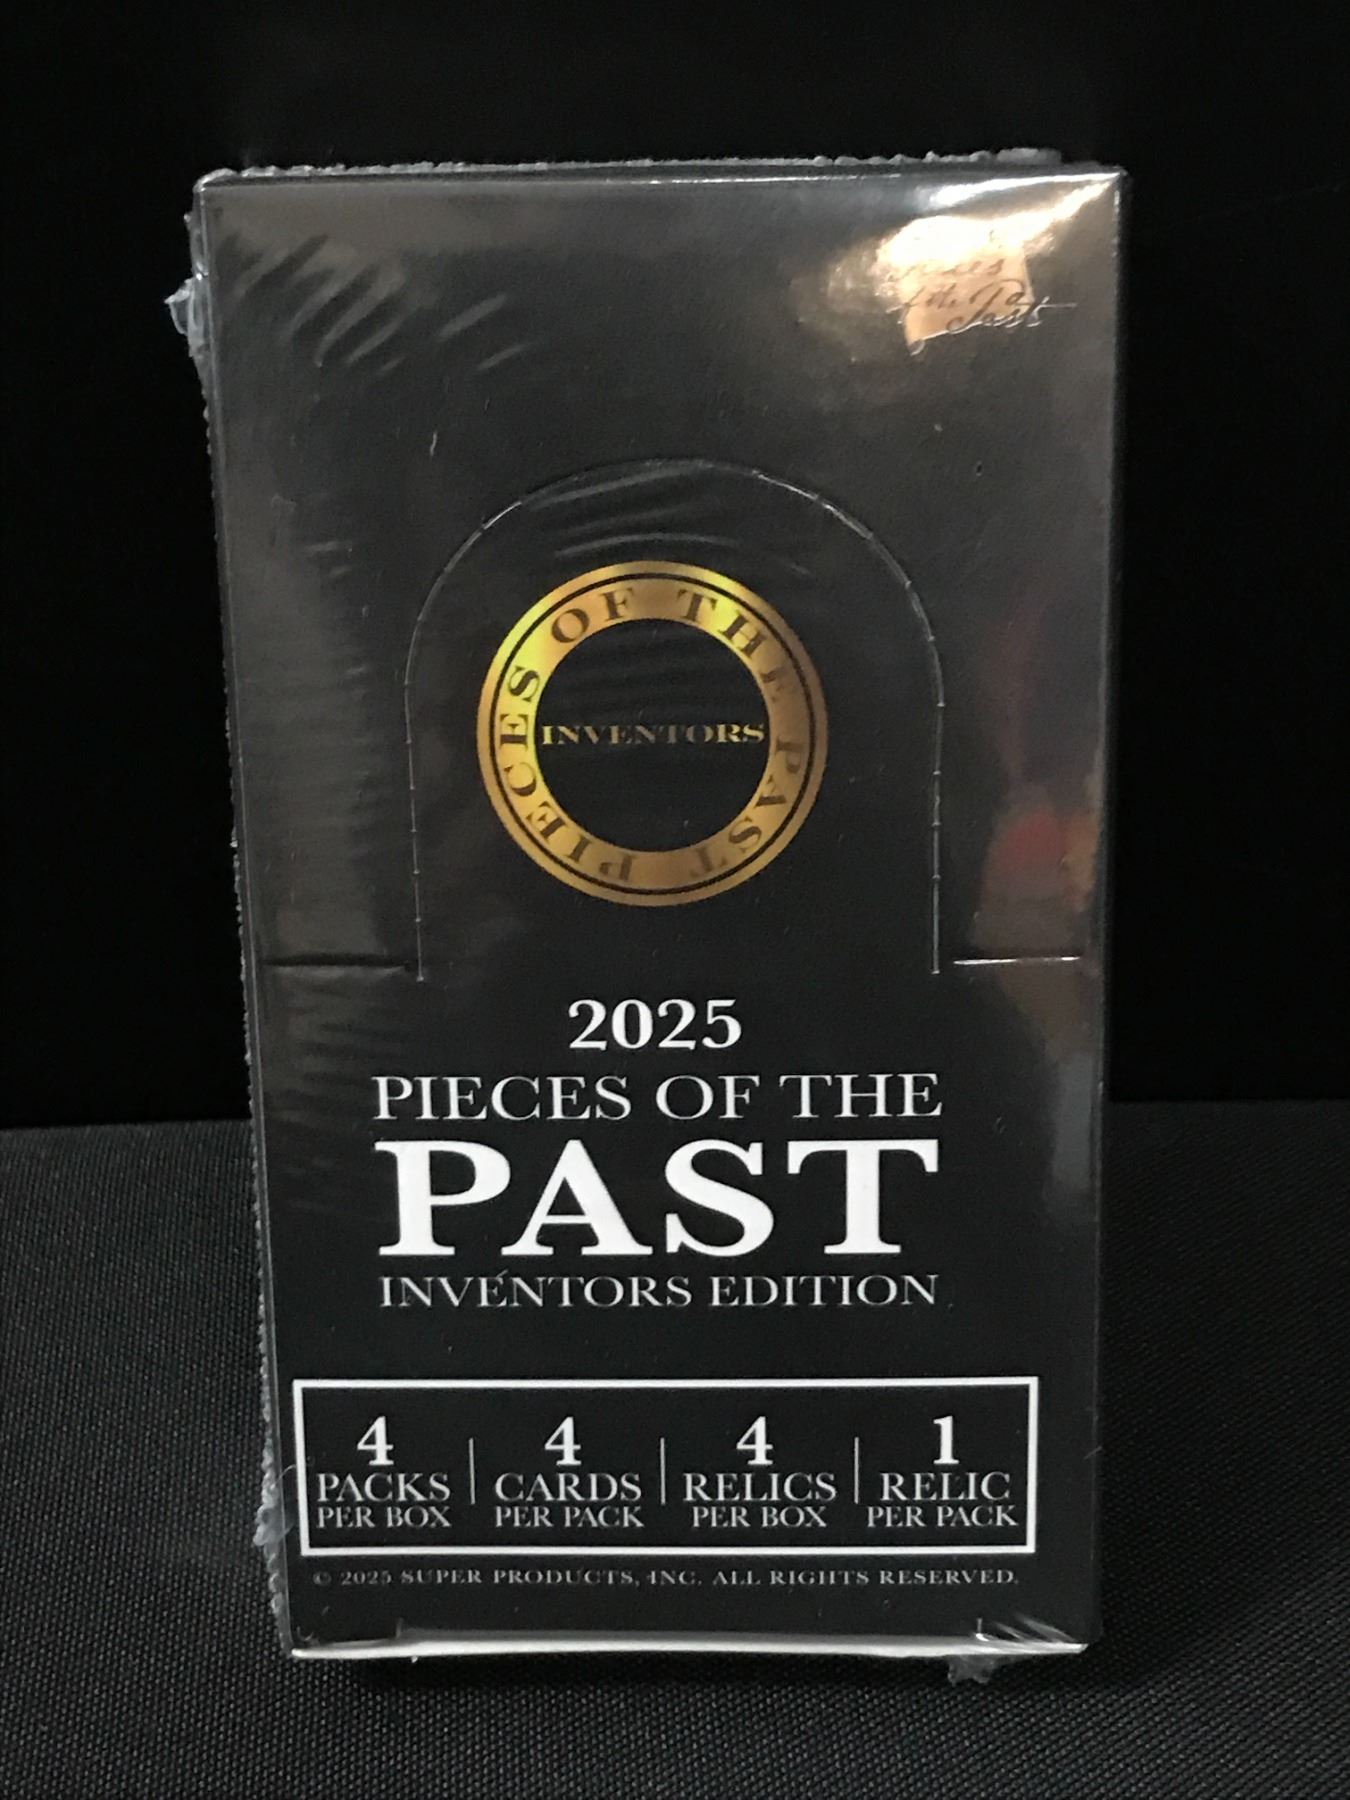 PIECES OF THE PAST
INVENTORS
2025
PIECES OF THE
PAST
INVENTORS EDITION
4 PACKS PER BOX
4 CARDS PER PACK
4 RELICS PER BOX
1 RELIC PER PACK
© 2025 SUPER PRODUCTS, INC. ALL RIGHTS RESERVED.